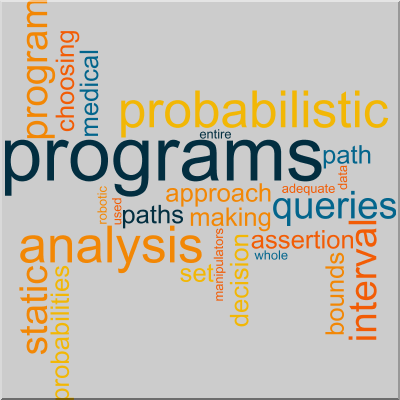 program
choosing
medical
probabilistic
entire
programs
path
data
robotic
used
paths
approach
adequate
making
queries
analysis
manipulators
decision
assertion
whole
interval
set
bounds
static
probabilities